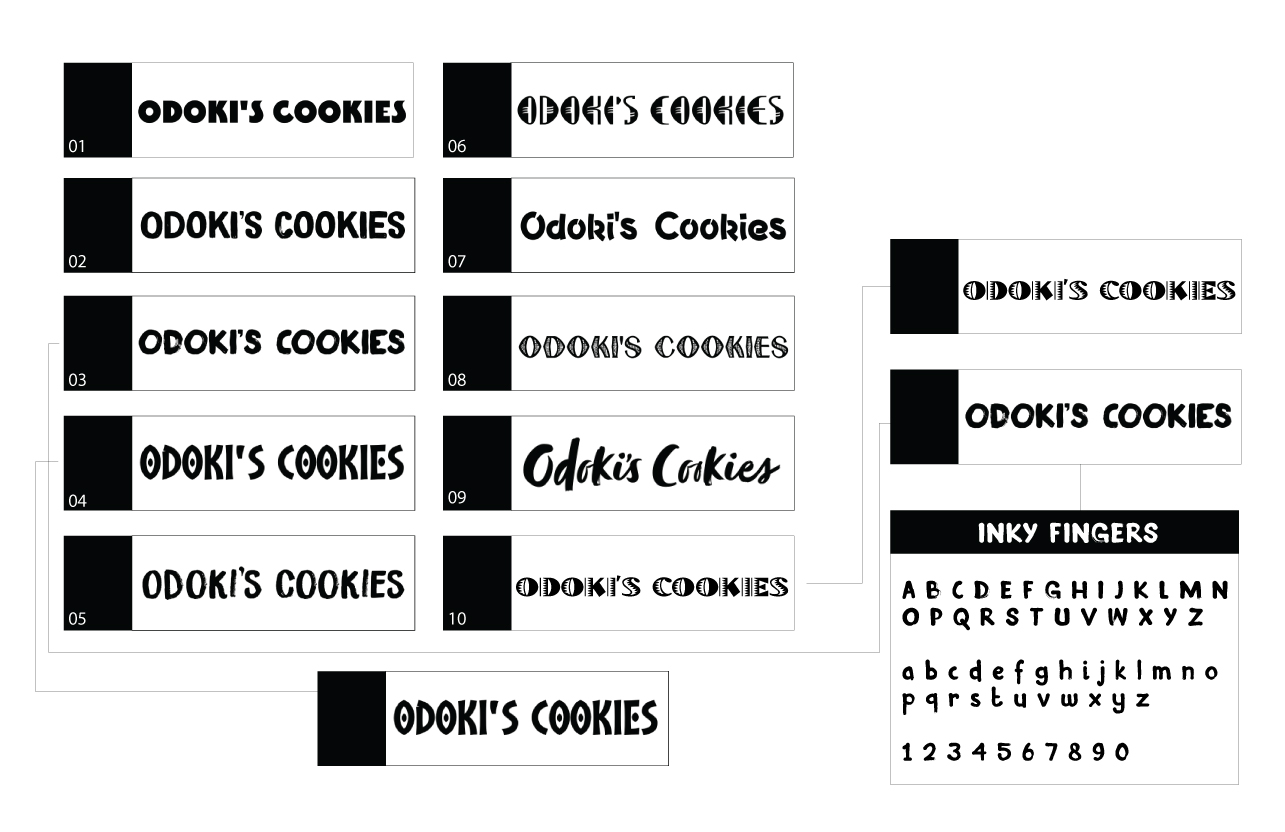 ODOKI'S COOKIES
01
ODOKI'S COOKIES
02
ODOKI'S COOKIES
03
ODOKI'S COOKIES
04
ODOKI'S COOKIES
05
ODOKI'S COOKIES
06
Odoki's Cookies
07
ODOKI'S COOKIES
08
Odoki's Cookies
09
ODOKI'S COOKIES
10
ODOKI'S COOKIES
ODOKI'S COOKIES
ODOKI'S COOKIES
INKY FINGERS
A B C D E F G H I J K L M N
O P Q R S T U V W X Y Z
a b c d e f g h i j k l m n o
p q r s t u v w x y z
1 2 3 4 5 6 7 8 9 0